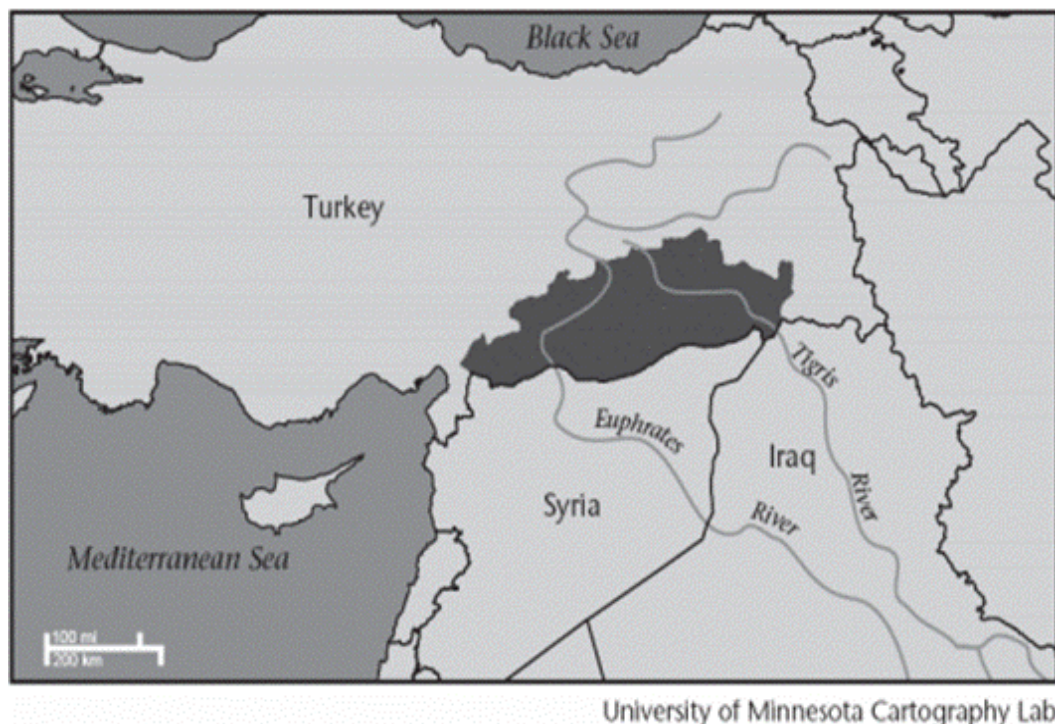 Black Sea
Turkey
Tigris
River
Euphrates
River
Iraq
Syria
Mediterranean Sea
100 mi
200 km
University of Minnesota Cartography Lab